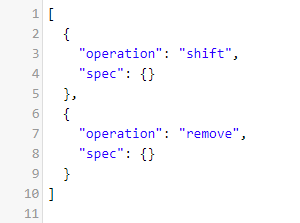 1 [
2   {
3     "operation": "shift",
4     "spec": {}
5   },
6   {
7     "operation": "remove",
8     "spec": {}
9   }
10 ]
11